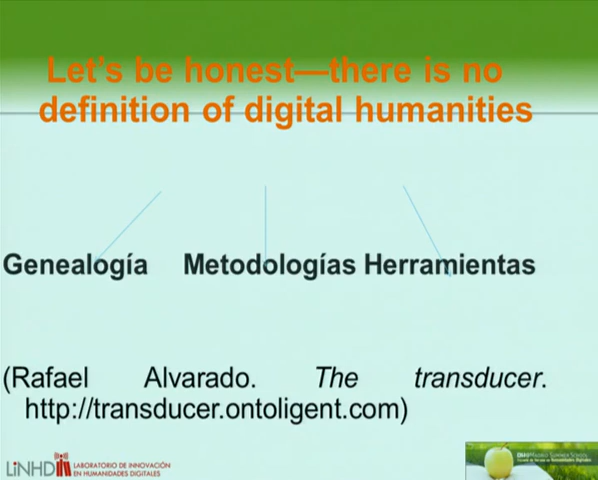 Let's be honest—there is no
definition of digital humanities
Genealogía Metodologías Herramientas
(Rafael Alvarado. The transducer.
http://transducer.ontoligent.com)
LiNHD
LABORATORIO DE INNOVACIÓN
EN HUMANIDADES DIGITALES